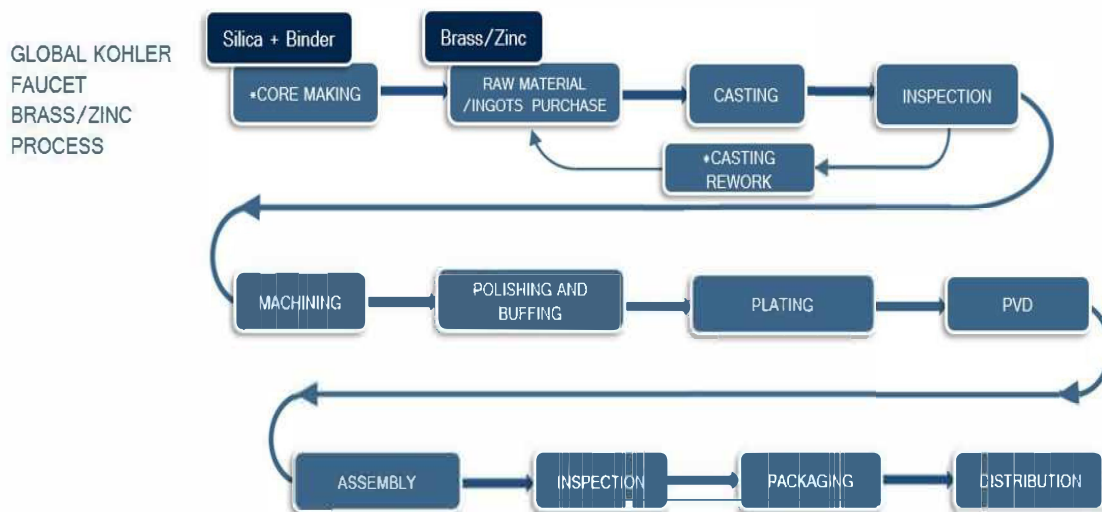 GLOBAL KOHLER
FAUCET
BRASS/ZINC
PROCESS
Silica + Binder
Brass/Zinc
*CORE MAKING
RAW MATERIAL
/INGOTS PURCHASE
CASTING
INSPECTION
*CASTING
REWORK
MACHINING
POLISHING AND
BUFFING
PLATING
PVD
ASSEMBLY
INSPECTION
PACKAGING
DISTRIBUTION